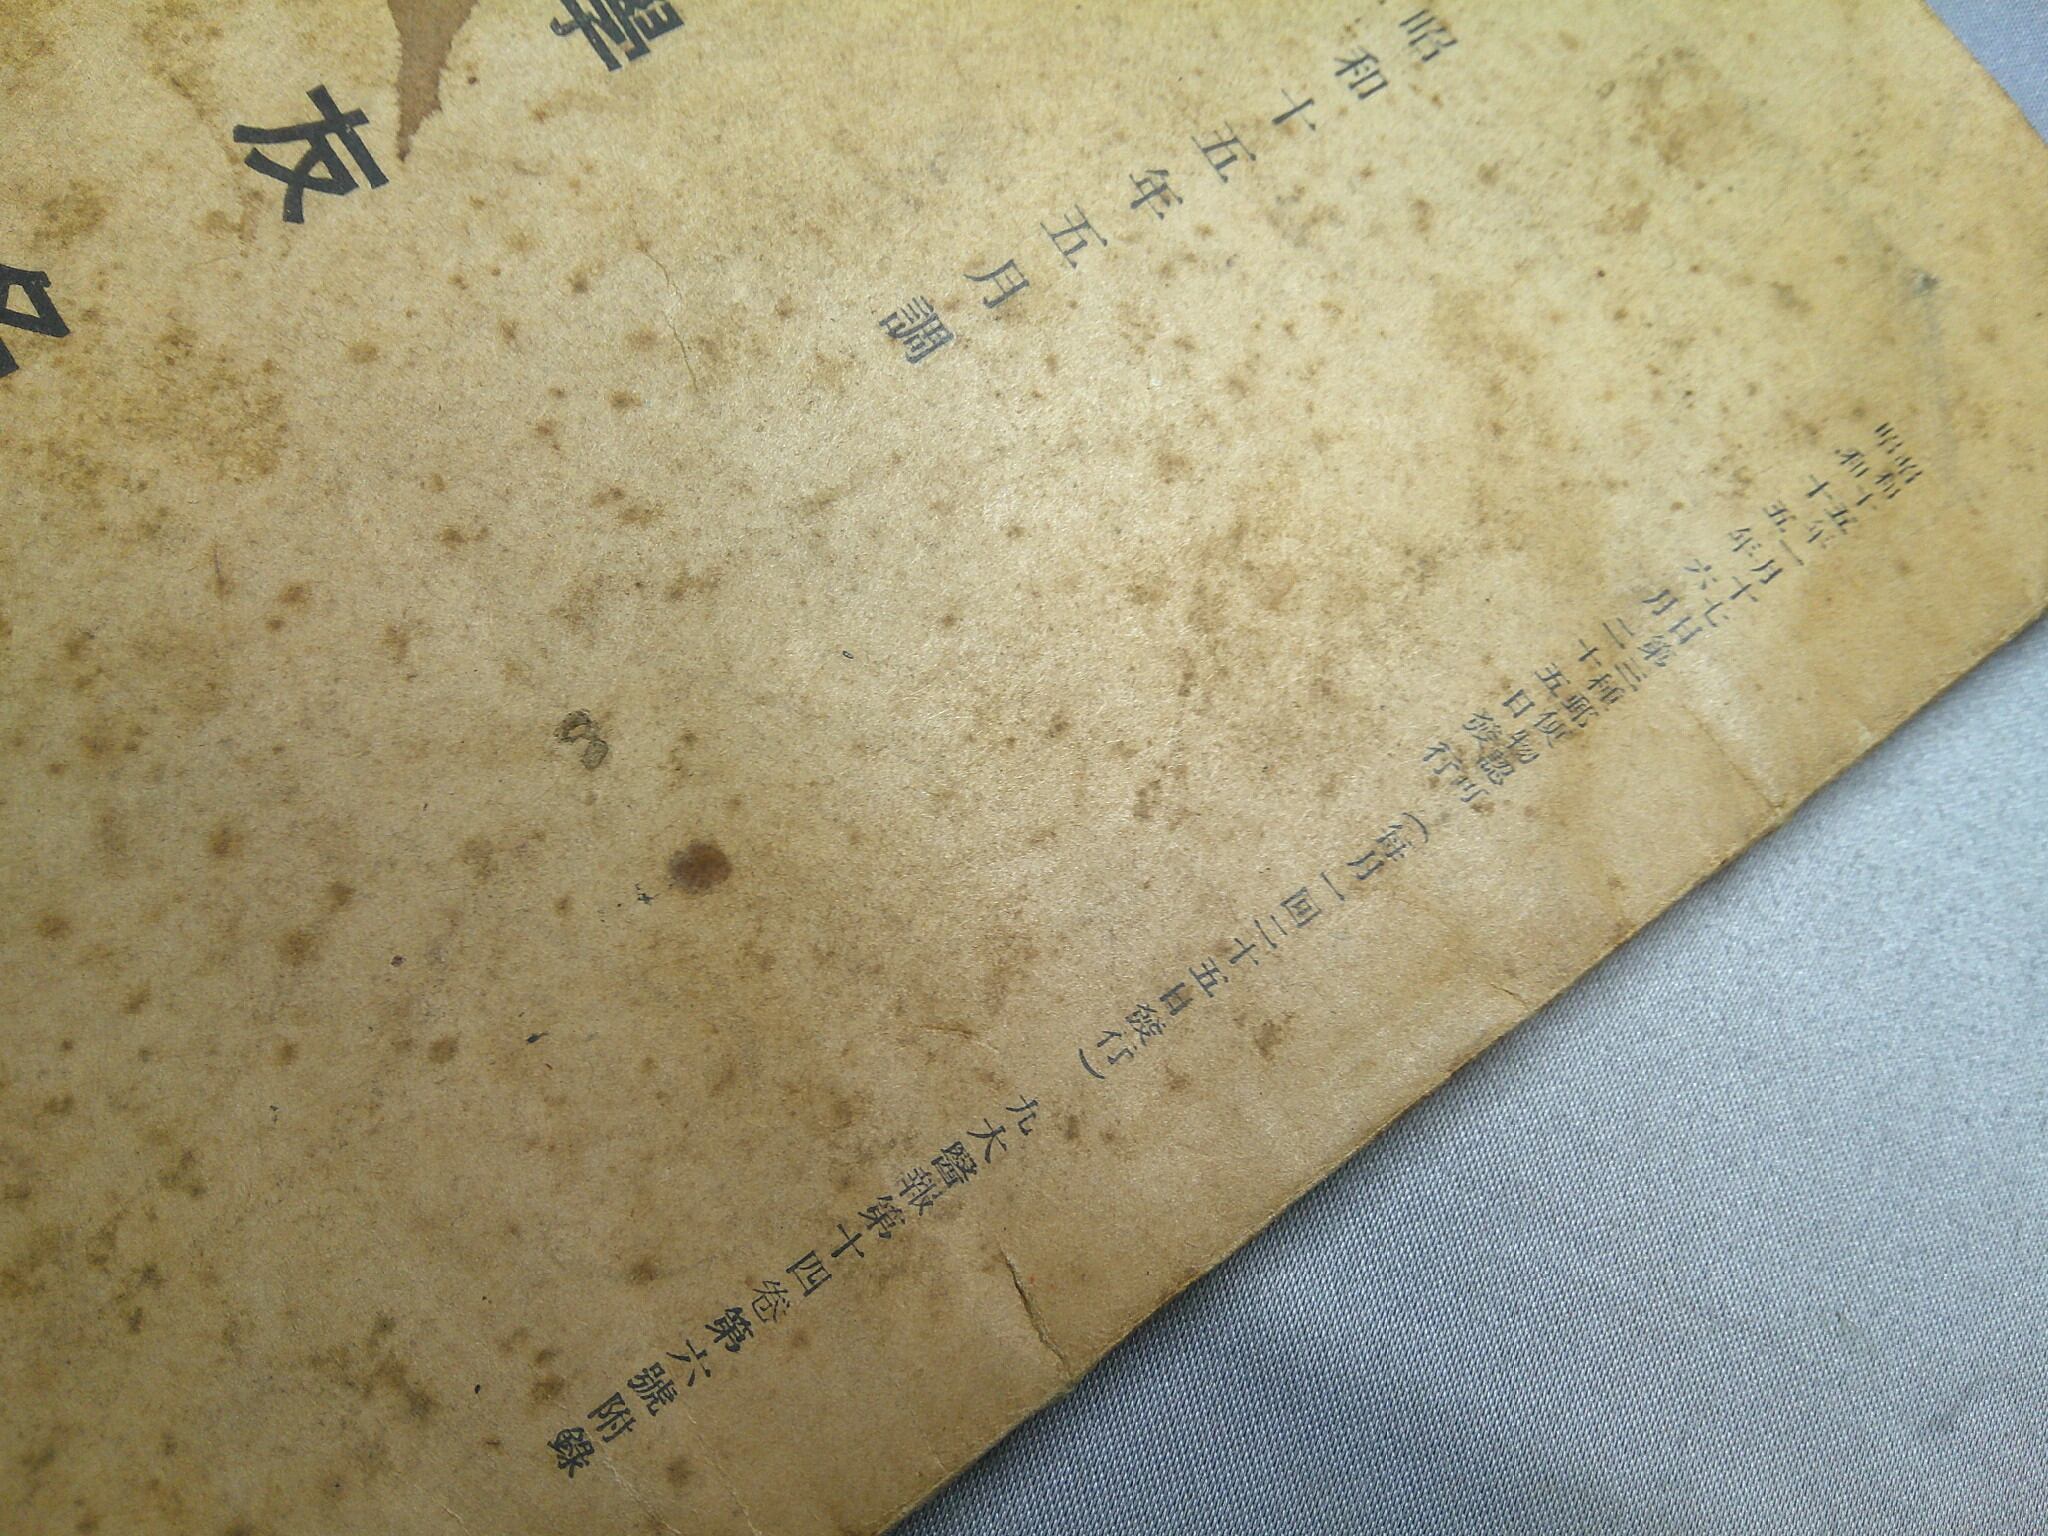 昭和十五年一月十七日第三種郵便物認可
昭和十五年六月二十五日發行
(每月一回二十五日發行)
九大醫報第十四卷第六號附錄
昭和十五年五月調
學友名